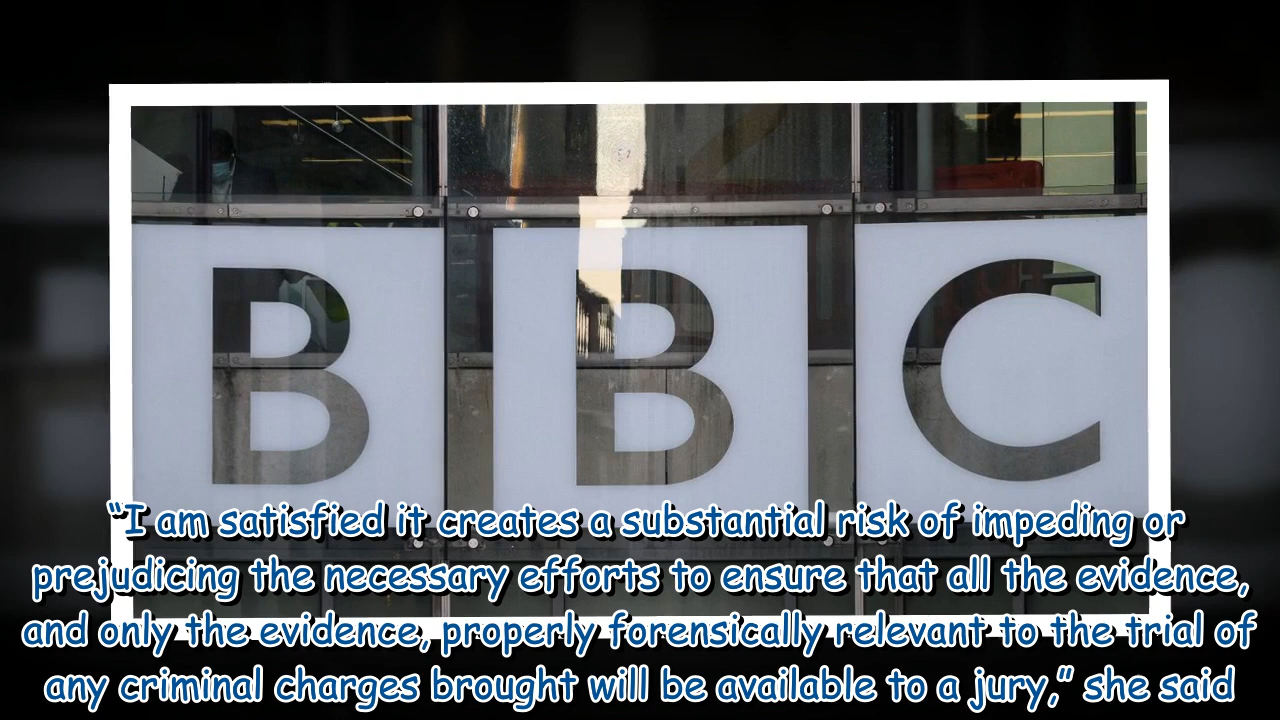 BBC
“I am satisfied it creates a substantial risk of impeding or
prejudicing the necessary efforts to ensure that all the evidence,
and only the evidence, properly forensically relevant to the trial of
any criminal charges brought will be available to a jury,” she said